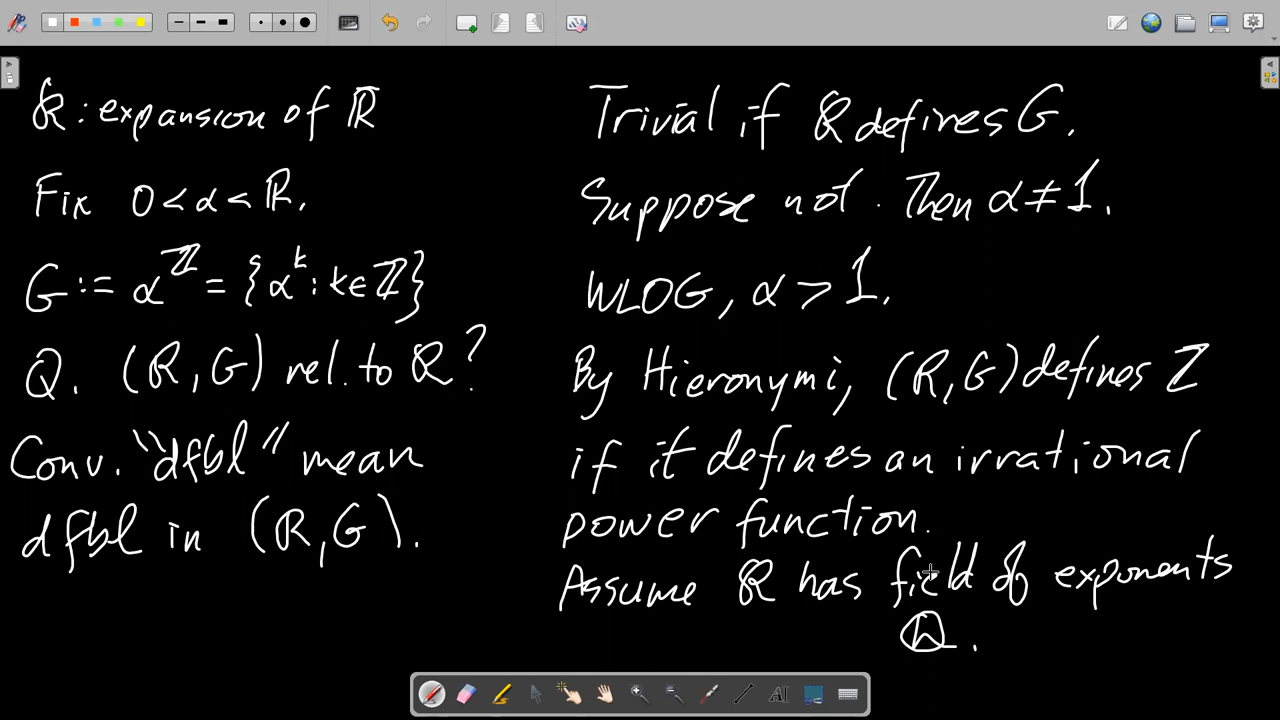 ℜ : expansion of ℝ
Fix 0 < α < ℝ.
G := α^ℤ = {α^k : k ∈ ℤ}
Q. (ℜ, G) rel. to ℜ?
Conv. "dfbl" mean
dfbl in (ℜ, G).
Trivial if ℜ defines G.
Suppose not. Then α ≠ 1.
WLOG, α > 1.
By Hieronymi, (ℜ, G) defines ℤ
if it defines an irrational
power function.
Assume ℜ has field of exponents
ℚ.